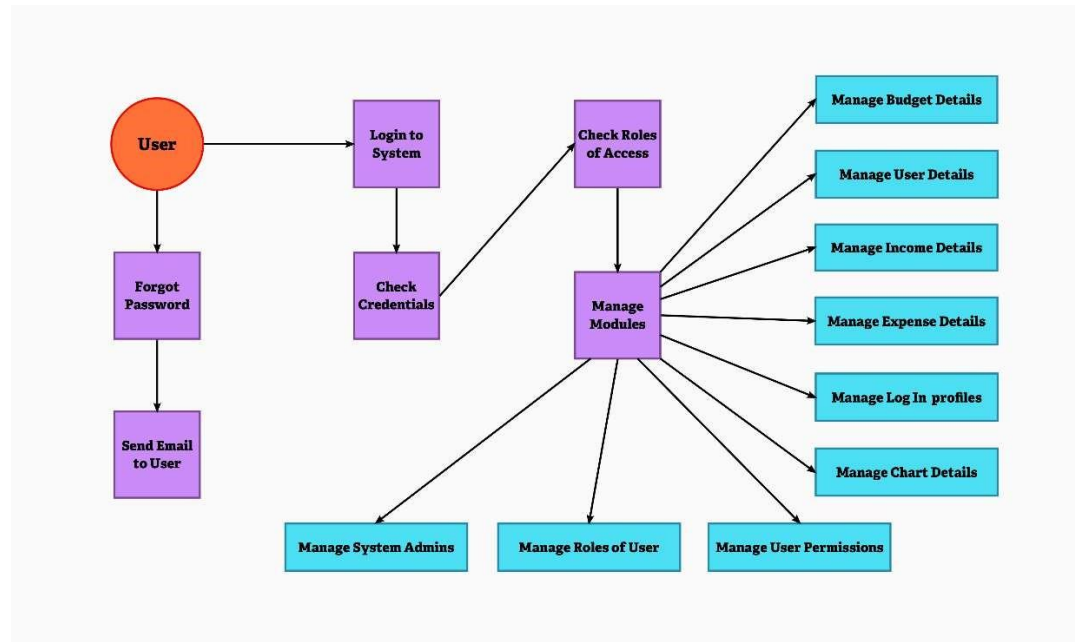 User
Login to
System
Check Roles
of Access
Manage Budget Details
Manage User Details
Manage Income Details
Forgot
Password
Check
Credentials
Manage
Modules
Manage Expense Details
Manage Log In profiles
Send Email
to User
Manage Chart Details
Manage System Admins
Manage Roles of User
Manage User Permissions